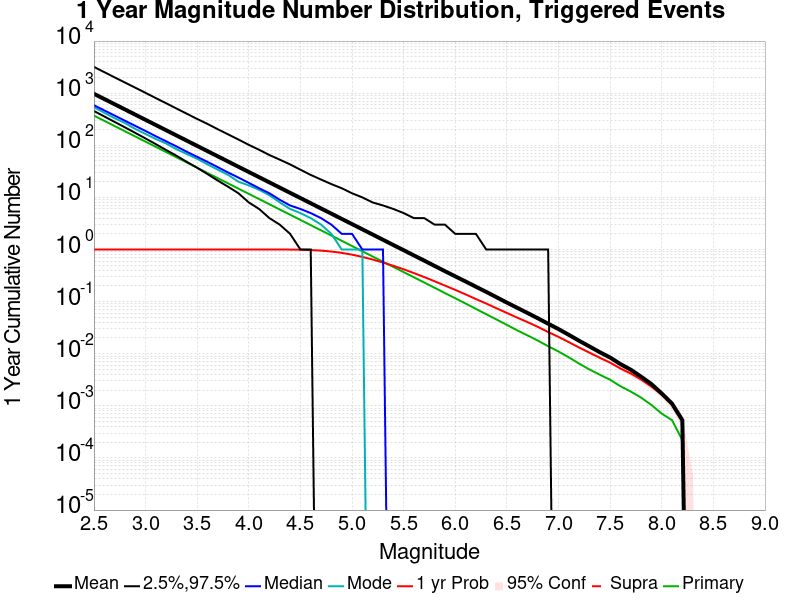 1 Year Magnitude Number Distribution, Triggered Events
1 Year Cumulative Number
10^4
10^3
10^2
10^1
10^0
10^-1
10^-2
10^-3
10^-4
10^-5
2.5 3.0 3.5 4.0 4.5 5.0 5.5 6.0 6.5 7.0 7.5 8.0 8.5 9.0
Magnitude
Mean 2.5%,97.5% Median Mode 1 yr Prob 95% Conf Supra Primary